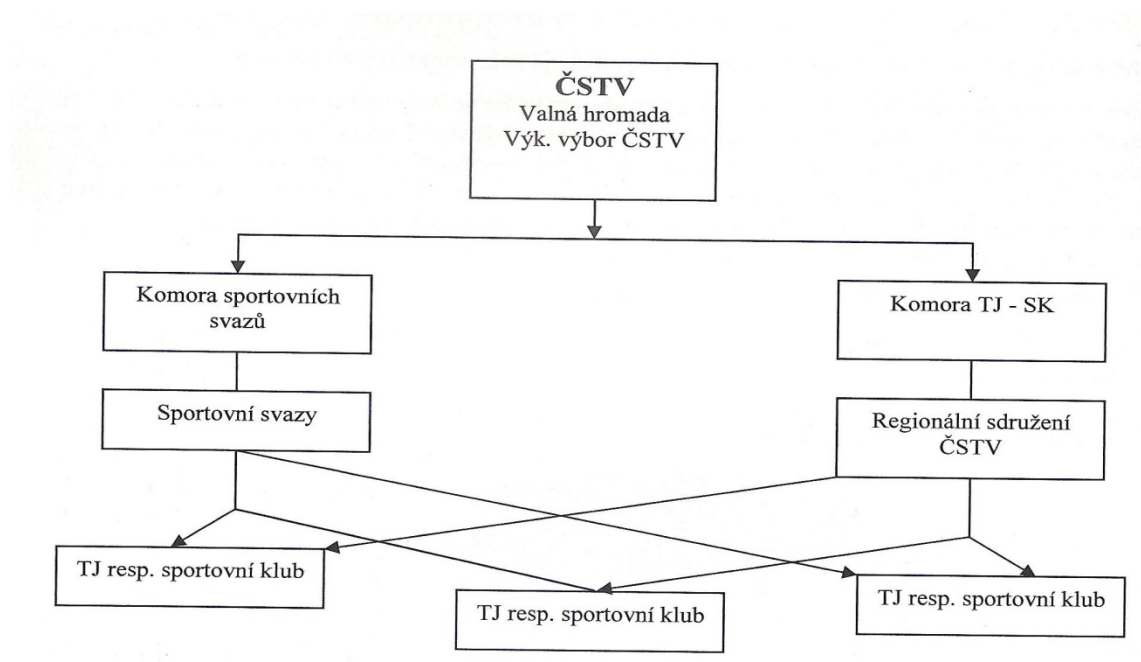 ČSTV
Valná hromada
Výk. výbor ČSTV
Komora sportovních
svazů
Komora TJ - SK
Sportovní svazy
Regionální sdružení
ČSTV
TJ resp. sportovní klub
TJ resp. sportovní klub
TJ resp. sportovní klub